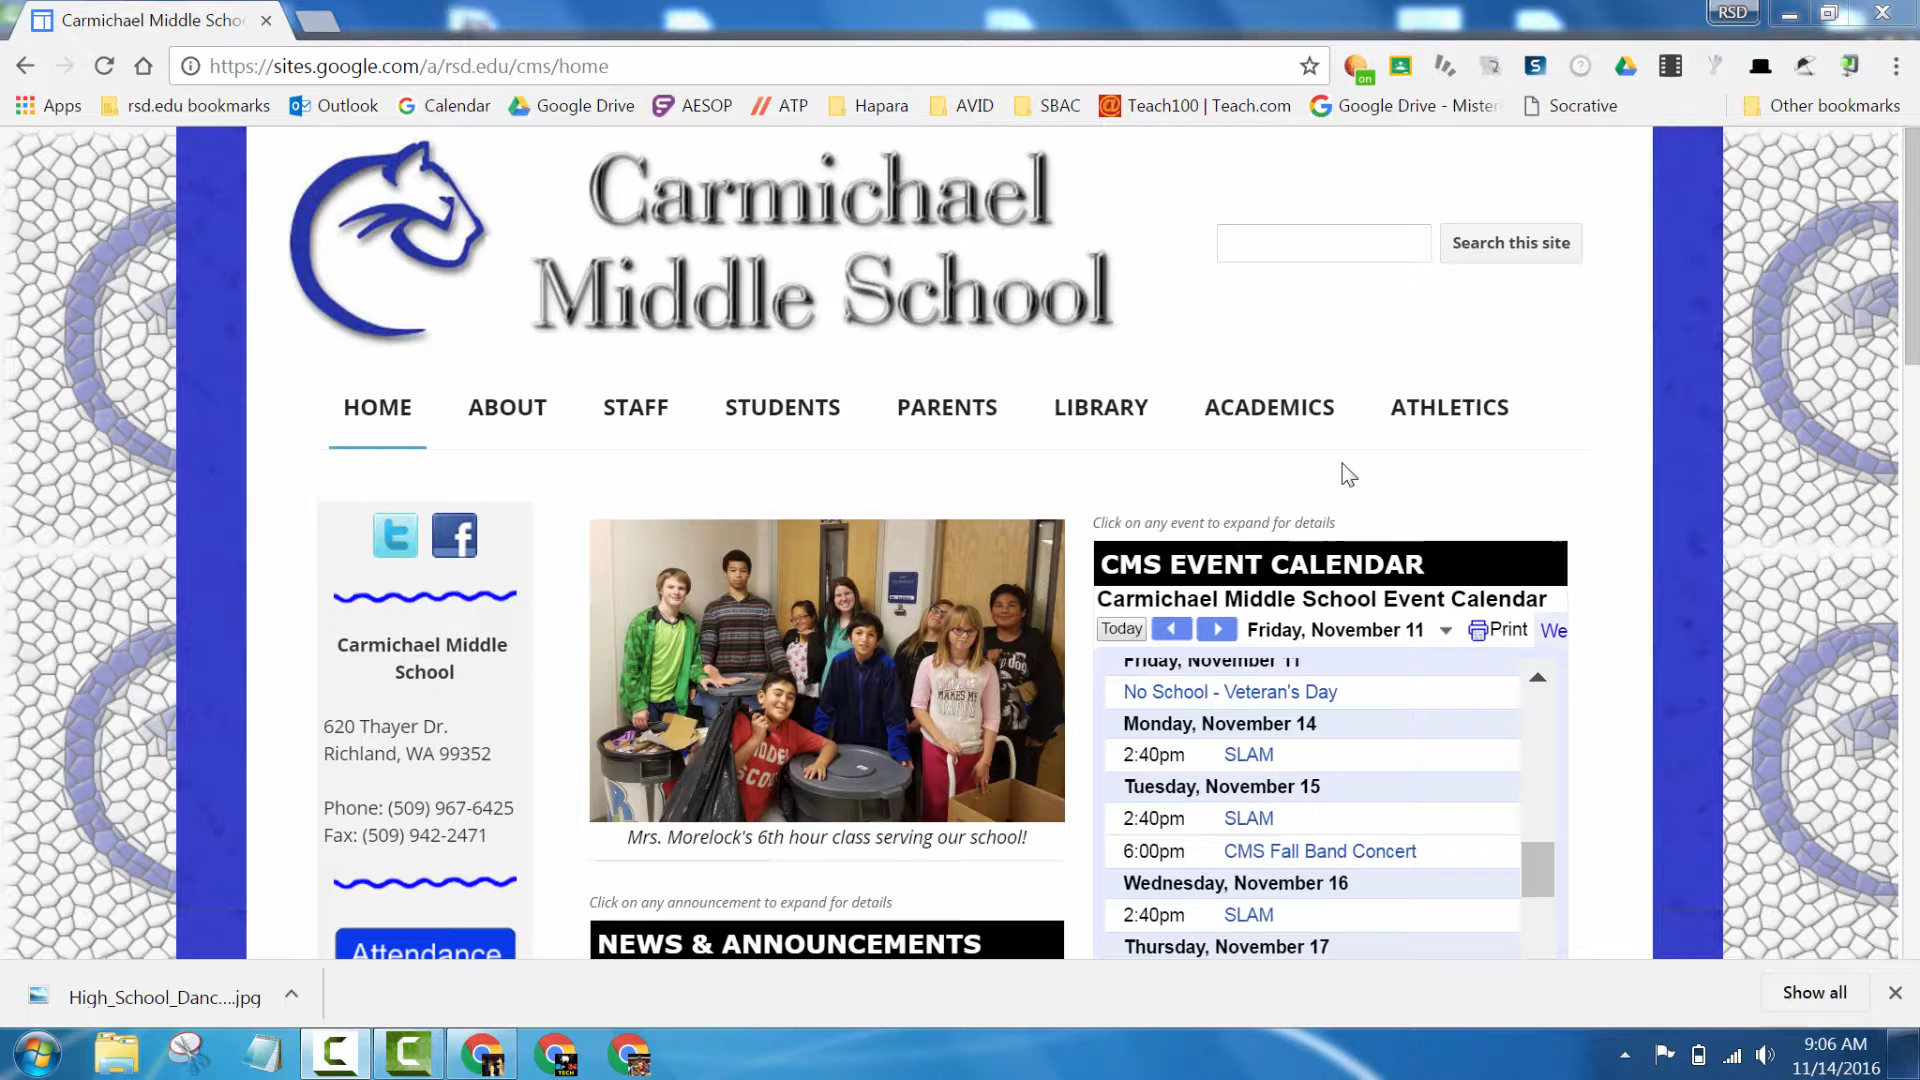 Carmichael Middle Scho
RSD
https://sites.google.com/a/rsd.edu/cms/home
on
Apps rsd.edu bookmarks Outlook Calendar Google Drive AESOP ATP Hapara AVID SBAC Teach100 | Teach.com Google Drive - Mister Socrative Other bookmarks
Carmichael
Middle School
Search this site
HOME ABOUT STAFF STUDENTS PARENTS LIBRARY ACADEMICS ATHLETICS
Carmichael Middle
School
620 Thayer Dr.
Richland, WA 99352
Phone: (509) 967-6425
Fax: (509) 942-2471
Attendance
Mrs. Morelock's 6th hour class serving our school!
Click on any announcement to expand for details
NEWS & ANNOUNCEMENTS
Click on any event to expand for details
CMS EVENT CALENDAR
Carmichael Middle School Event Calendar
Today Friday, November 11 Print We
Friday, November 11
No School - Veteran's Day
Monday, November 14
2:40pm SLAM
Tuesday, November 15
2:40pm SLAM
6:00pm CMS Fall Band Concert
Wednesday, November 16
2:40pm SLAM
Thursday, November 17
High_School_Danc....jpg
Show all
9:06 AM
11/14/2016